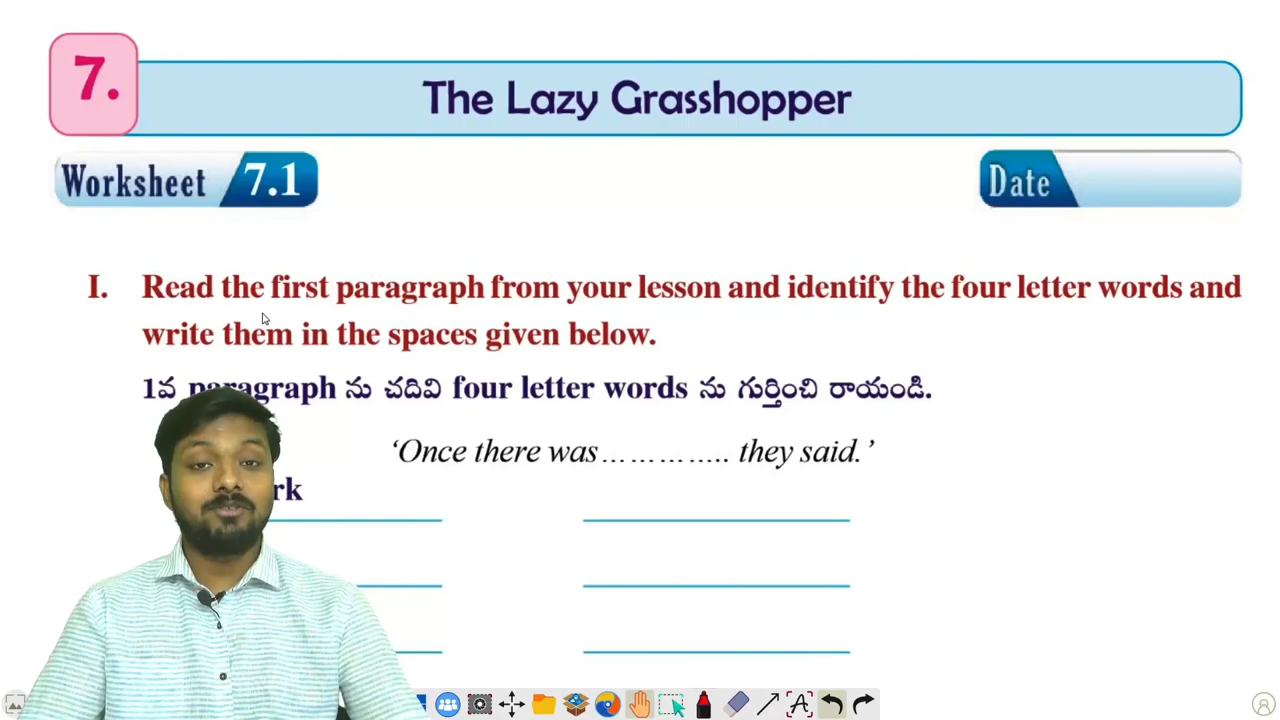 7.
The Lazy Grasshopper
Worksheet 7.1
Date
I. Read the first paragraph from your lesson and identify the four letter words and
write them in the spaces given below.
1వ paragraph ను చదివి four letter words ను గుర్తించి రాయండి.
‘Once there was………….. they said.’
rk